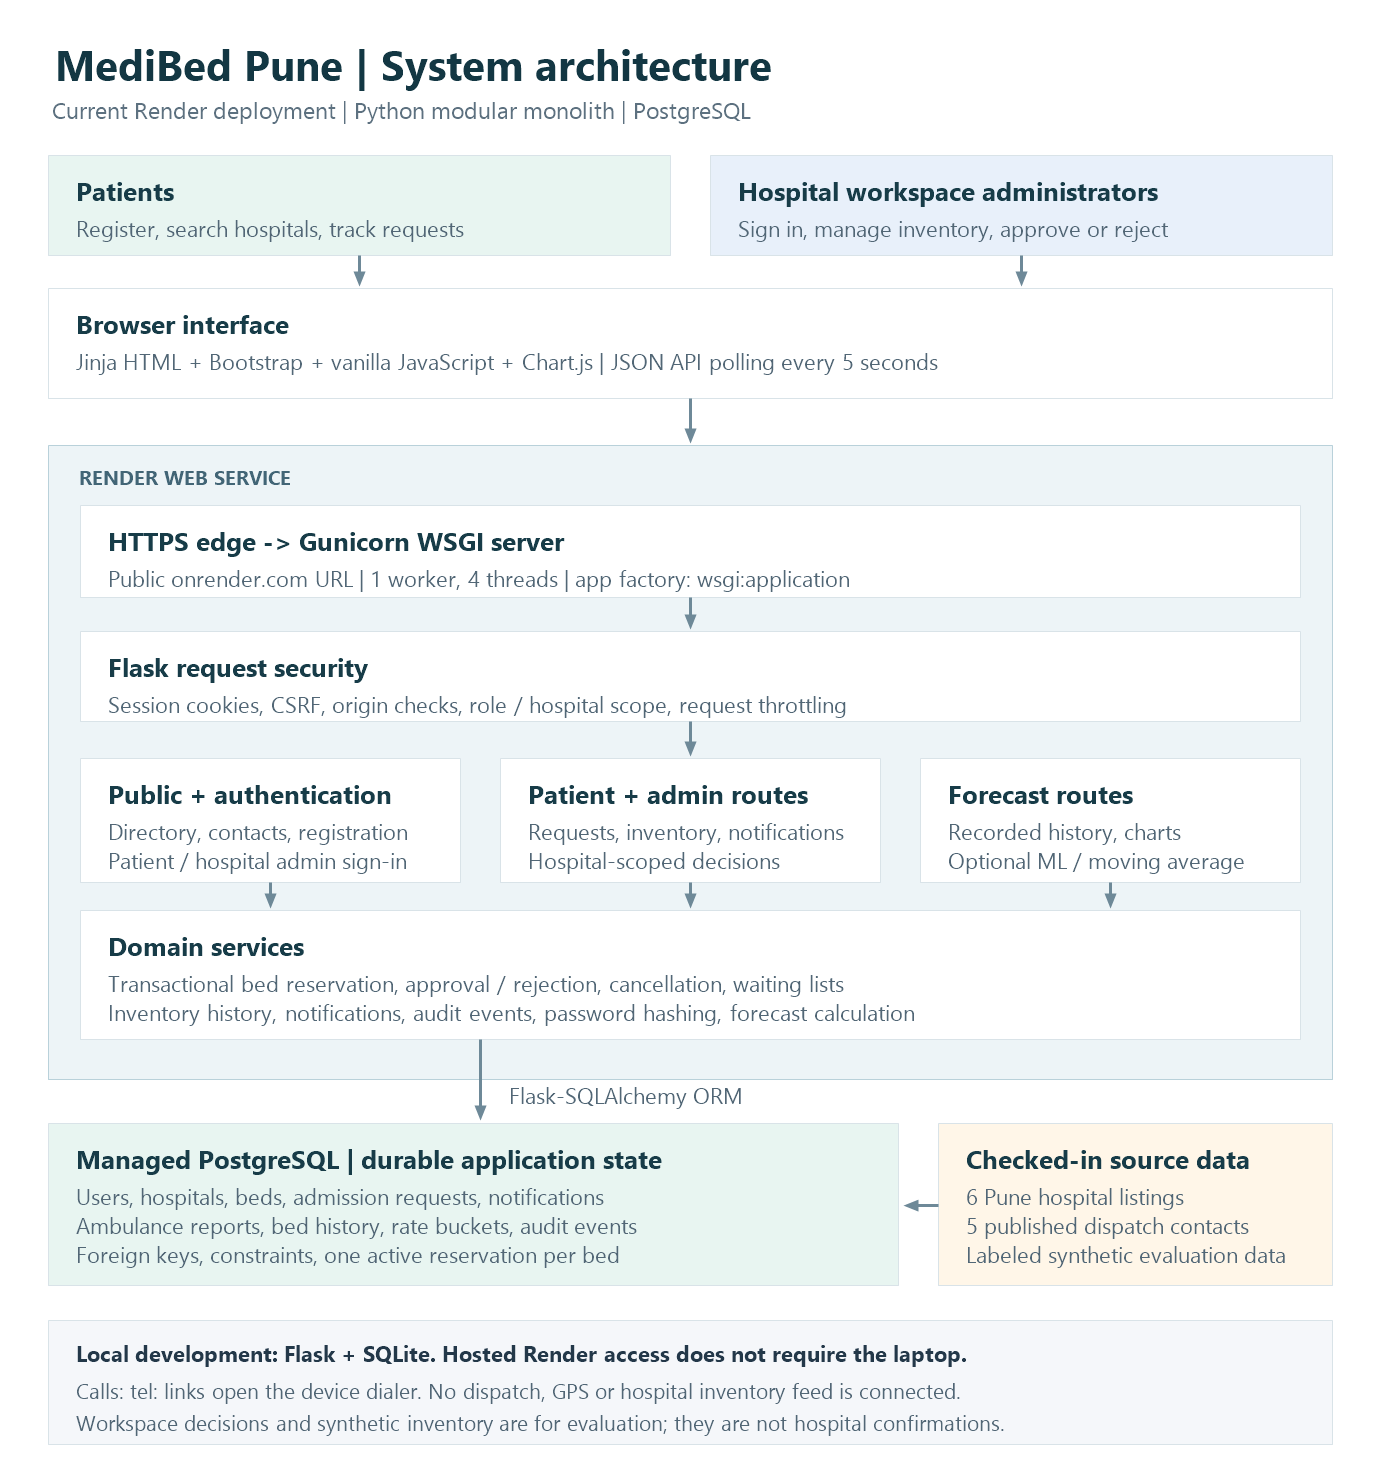 MediBed Pune | System architecture
Current Render deployment | Python modular monolith | PostgreSQL
Patients
Register, search hospitals, track requests
Hospital workspace administrators
Sign in, manage inventory, approve or reject
Browser interface
Jinja HTML + Bootstrap + vanilla JavaScript + Chart.js | JSON API polling every 5 seconds
RENDER WEB SERVICE
HTTPS edge -> Gunicorn WSGI server
Public onrender.com URL | 1 worker, 4 threads | app factory: wsgi:application
Flask request security
Session cookies, CSRF, origin checks, role / hospital scope, request throttling
Public + authentication
Directory, contacts, registration
Patient / hospital admin sign-in
Patient + admin routes
Requests, inventory, notifications
Hospital-scoped decisions
Forecast routes
Recorded history, charts
Optional ML / moving average
Domain services
Transactional bed reservation, approval / rejection, cancellation, waiting lists
Inventory history, notifications, audit events, password hashing, forecast calculation
Flask-SQLAlchemy ORM
Managed PostgreSQL | durable application state
Users, hospitals, beds, admission requests, notifications
Ambulance reports, bed history, rate buckets, audit events
Foreign keys, constraints, one active reservation per bed
Checked-in source data
6 Pune hospital listings
5 published dispatch contacts
Labeled synthetic evaluation data
Local development: Flask + SQLite. Hosted Render access does not require the laptop.
Calls: tel: links open the device dialer. No dispatch, GPS or hospital inventory feed is connected.
Workspace decisions and synthetic inventory are for evaluation; they are not hospital confirmations.